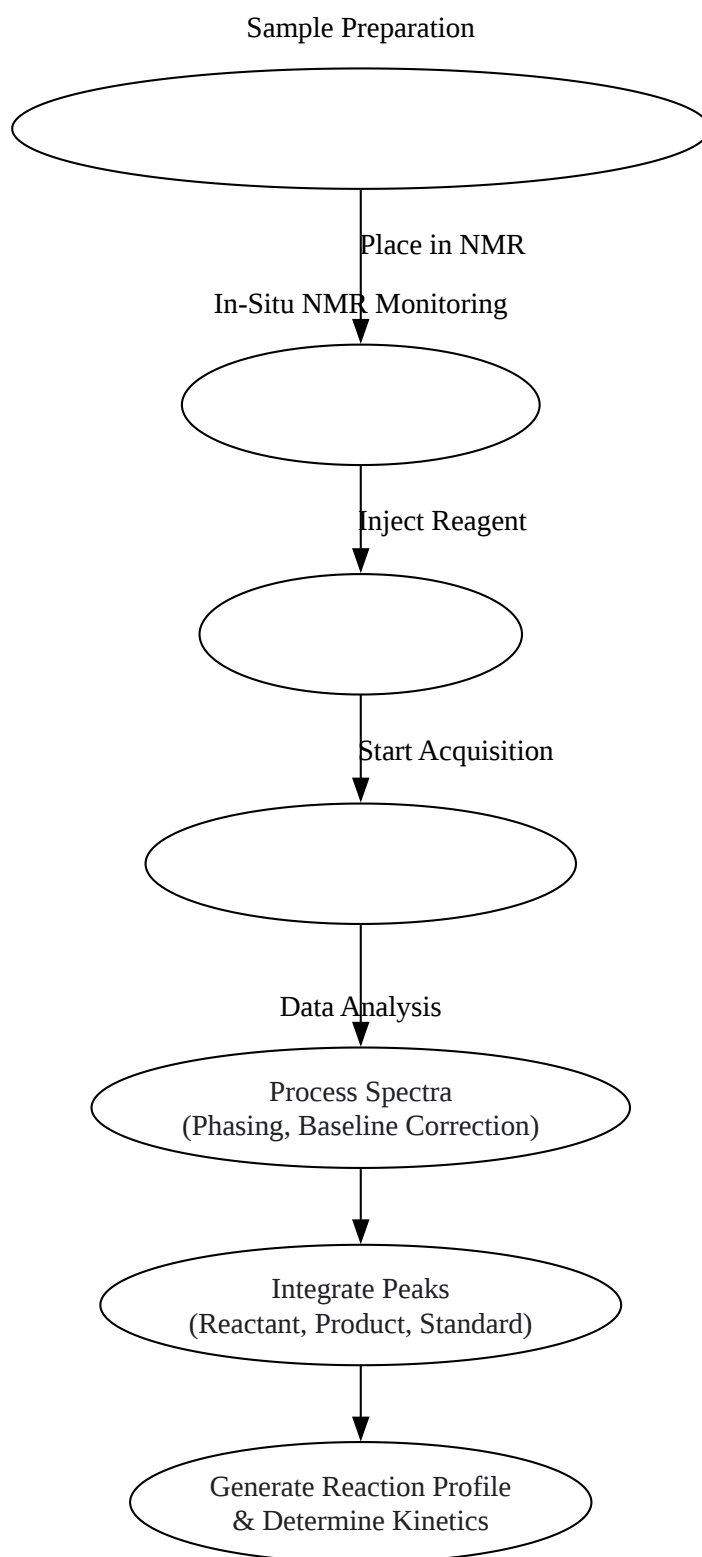 Sample Preparation
Place in NMR
In-Situ NMR Monitoring
Inject Reagent
Start Acquisition
Data Analysis
Process Spectra
(Phasing, Baseline Correction)
Integrate Peaks
(Reactant, Product, Standard)
Generate Reaction Profile
& Determine Kinetics